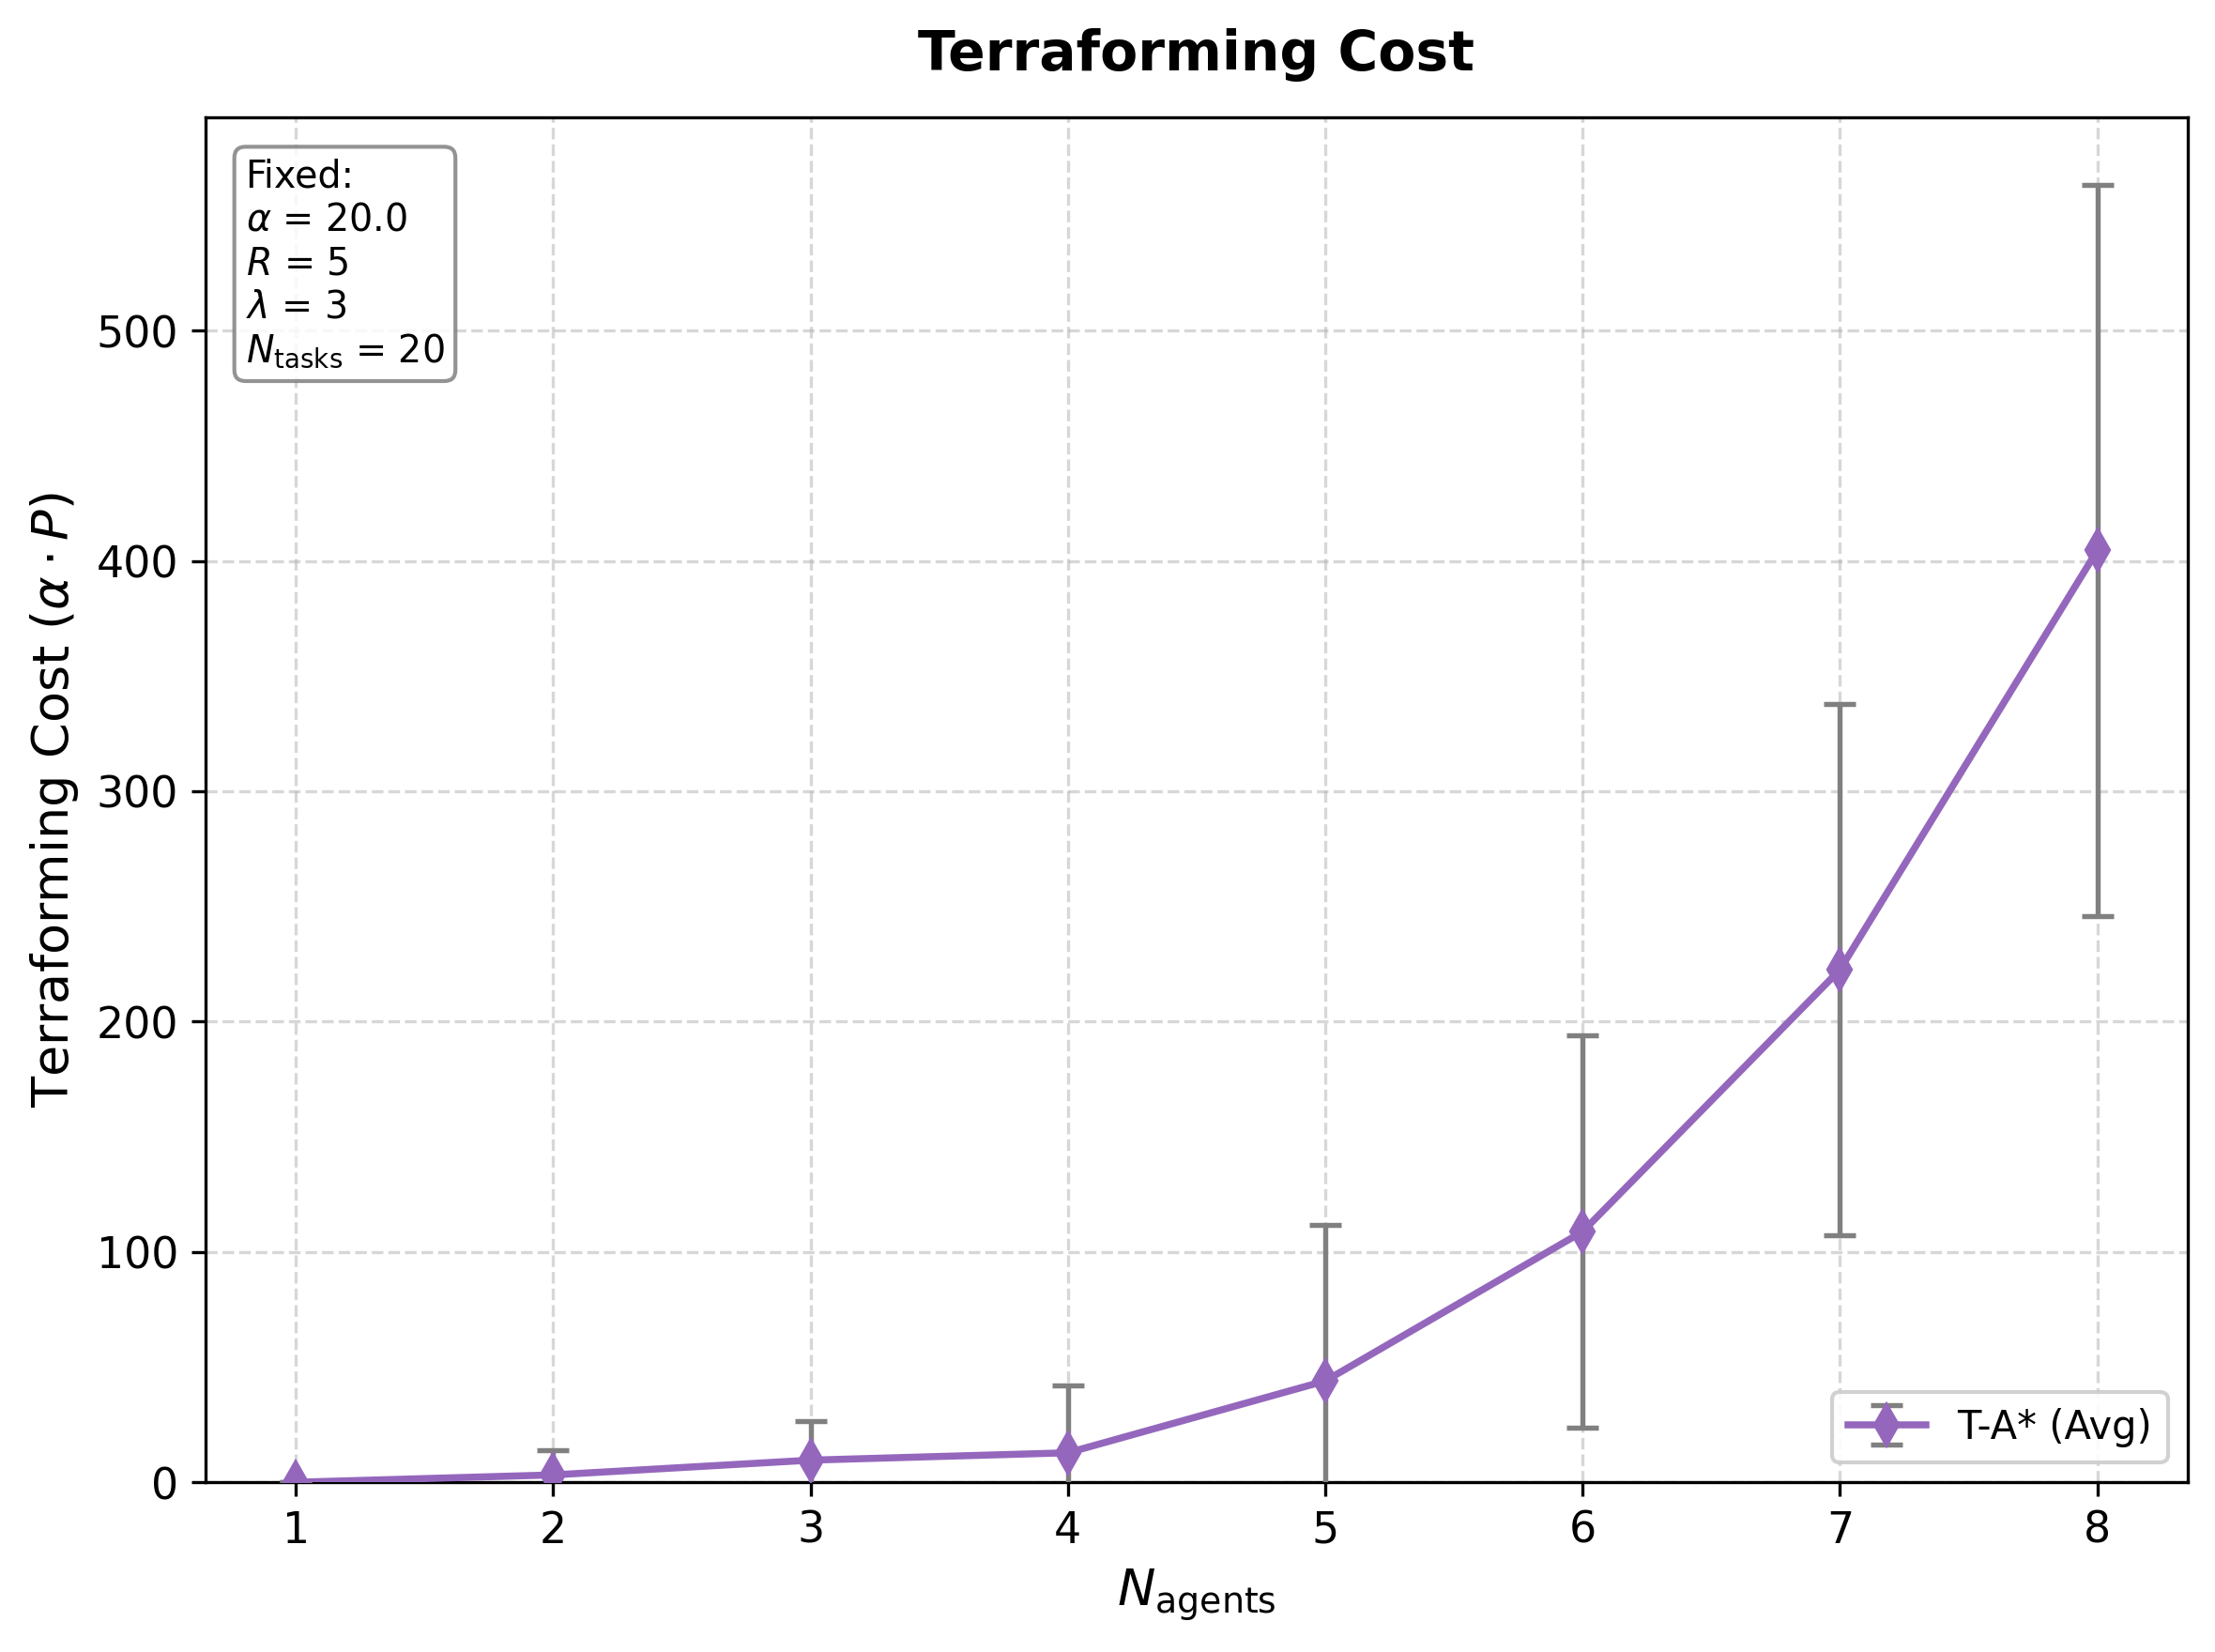 Terraforming Cost
Fixed:
α = 20.0
R = 5
λ = 3
N_tasks = 20
Terraforming Cost (α · P)
500
400
300
200
100
0
1 2 3 4 5 6 7 8
N_agents
T-A* (Avg)